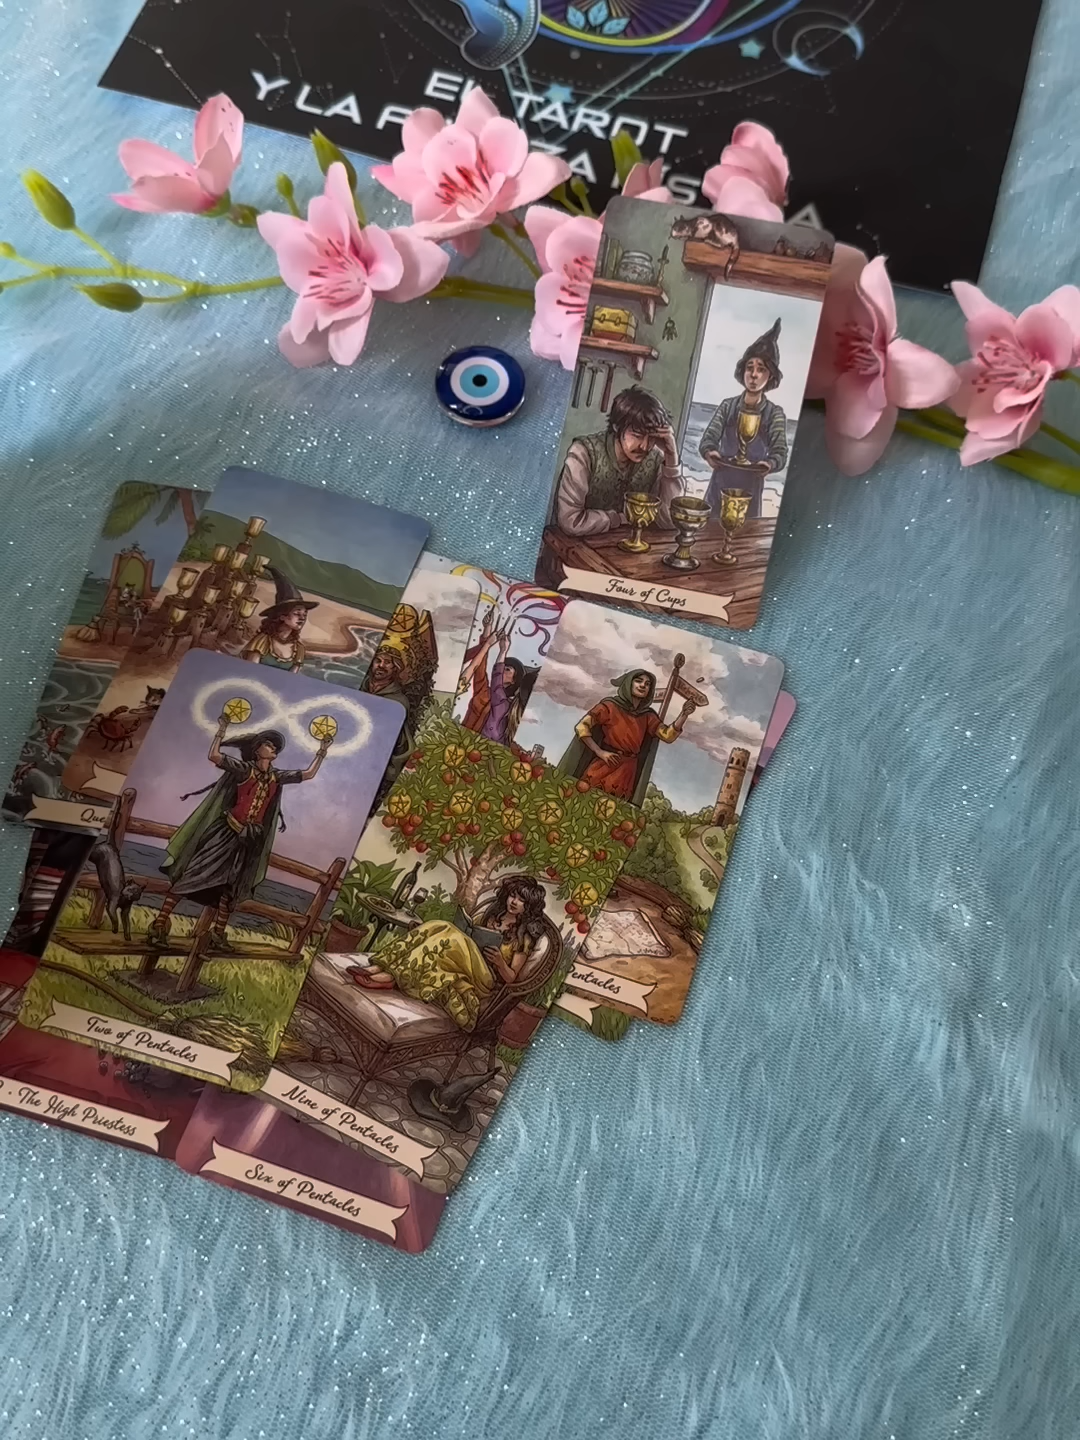 EL TAROT
Y LA
Four of Cups
Pentacles
Two of Pentacles
Nine of Pentacles
The High Priestess
Six of Pentacles